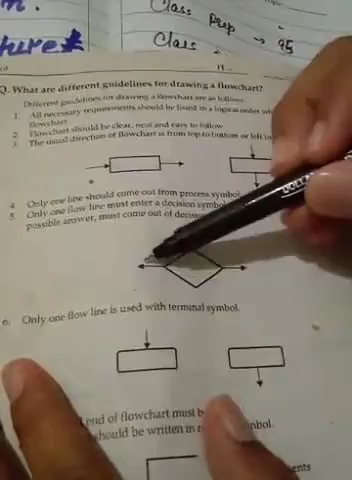 Class Prep → 95
Class
ture
Q. What are different guidelines for drawing a flowchart?
Different guidelines for drawing a flowchart are as follows
1 All necessary requirements should be listed in a logical order
flowchart.
2 Flowchart should be clear, neat and easy to follow
3 The usual direction of flowchart is from top to bottom or left to
4 Only one line should come out from process symbol
5 Only one flow line must enter a decision symbol
possible answer, must come out of
6. Only one flow line is used with terminal symbol.
end of flowchart must
should be written in